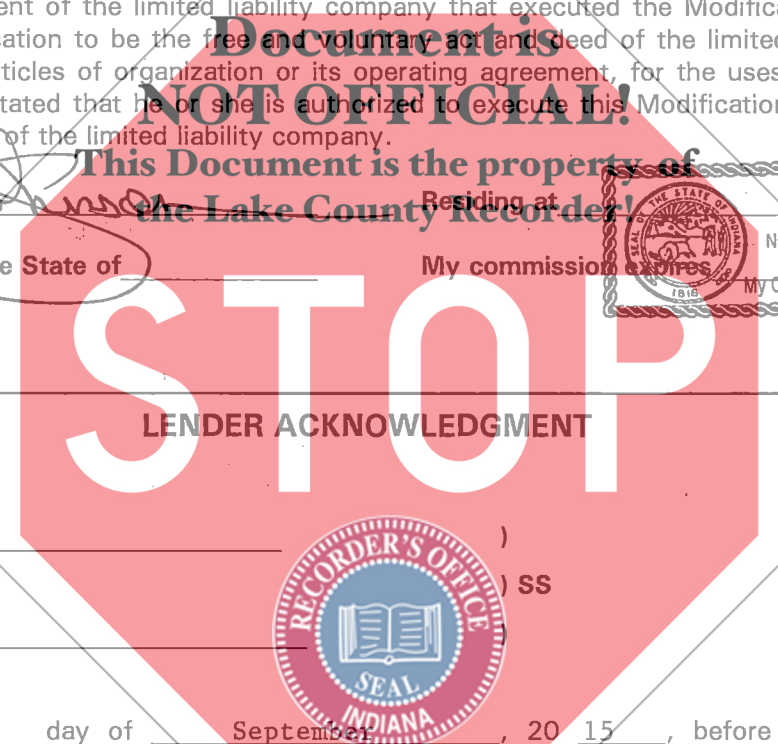 ent of the limited liability company that executed the Modifica
cation to be the free and voluntary act and deed of the limited
Document is
ticles of organization or its operating agreement, for the uses
tated that he or she is authorized to execute this Modification
NOT OFFICIAL!
of the limited liability company.
This Document is the property of
Residing at
the Lake County Recorder!
SEAL OF THE STATE OF INDIANA
1816
e State of
My commission expires
My C
STOP
LENDER ACKNOWLEDGMENT
)
) SS
)
RECORDER'S OFFICE
SEAL
INDIANA
day of September, 20 15, before